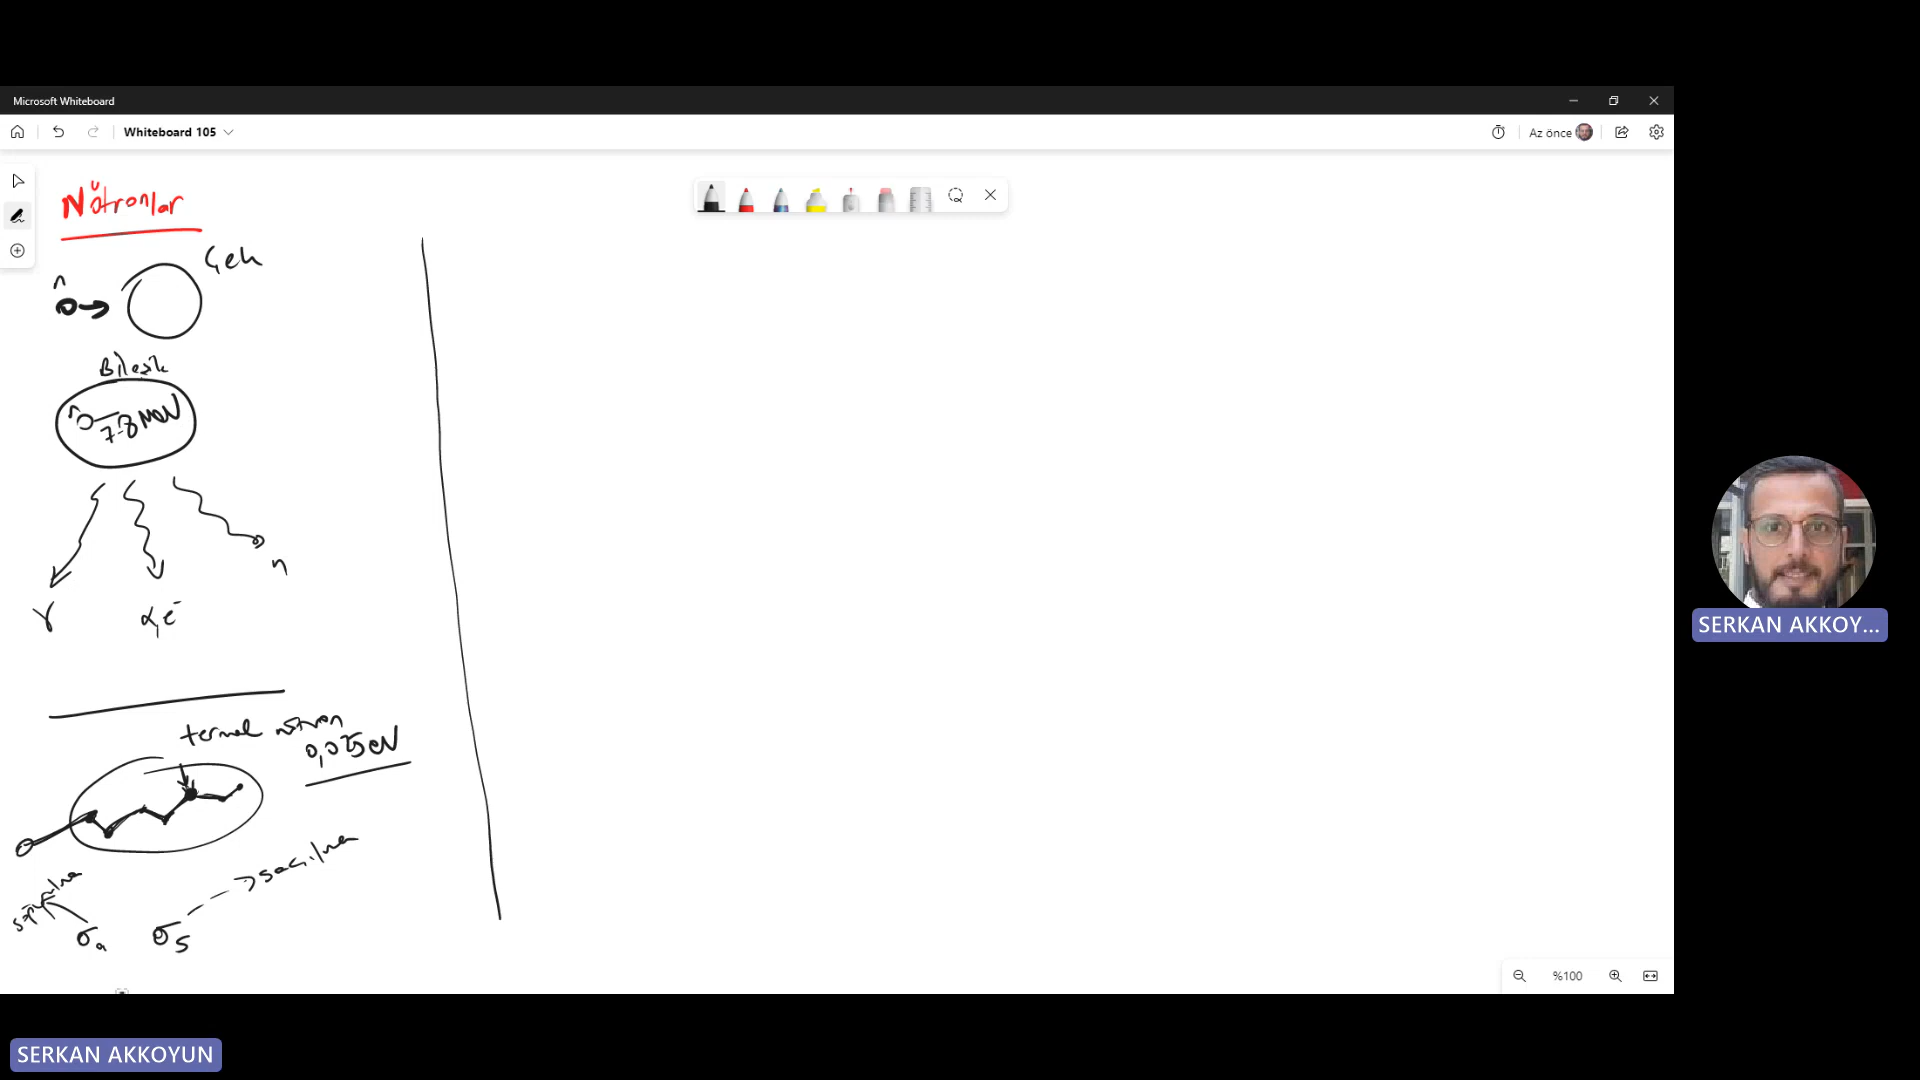 Microsoft Whiteboard
Whiteboard 105
Az önce
Nötronlar
Çek
n
Bileşik
n
7-8 MeV
γ
α, e⁻
n
termal nötron
0,025 eV
saçılma
σa
σs
%100
SERKAN AKKOY...
SERKAN AKKOYUN